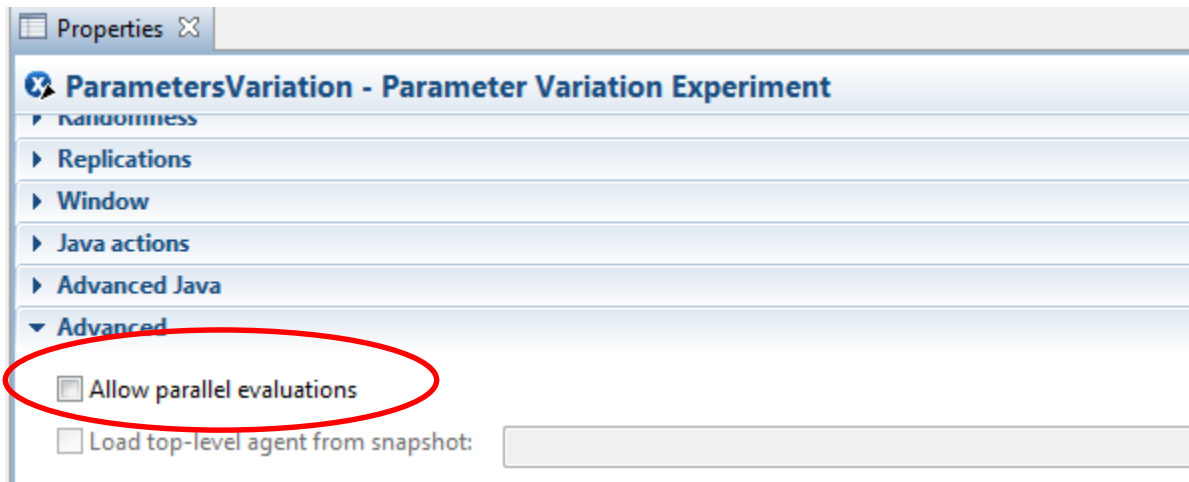 Properties
ParametersVariation - Parameter Variation Experiment
Randomness
Replications
Window
Java actions
Advanced Java
Advanced
Allow parallel evaluations
Load top-level agent from snapshot: